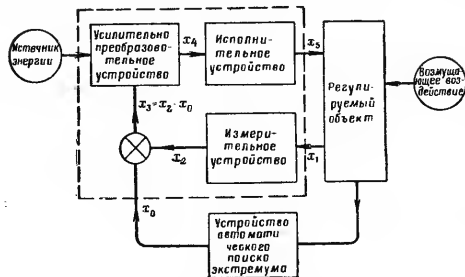 Источник
энергии
Усилительно
преобразова-
тельное
устройство
x₄
Исполни-
тельное
устройство
x₅
Возмуща-
ющее воз-
действие
Регули-
руемый
объект
x₃=x₂-x₀
x₂
Измери-
тельное
устройство
x₁
x₀
Устройство
автомати
ческого
поиска
экстремума